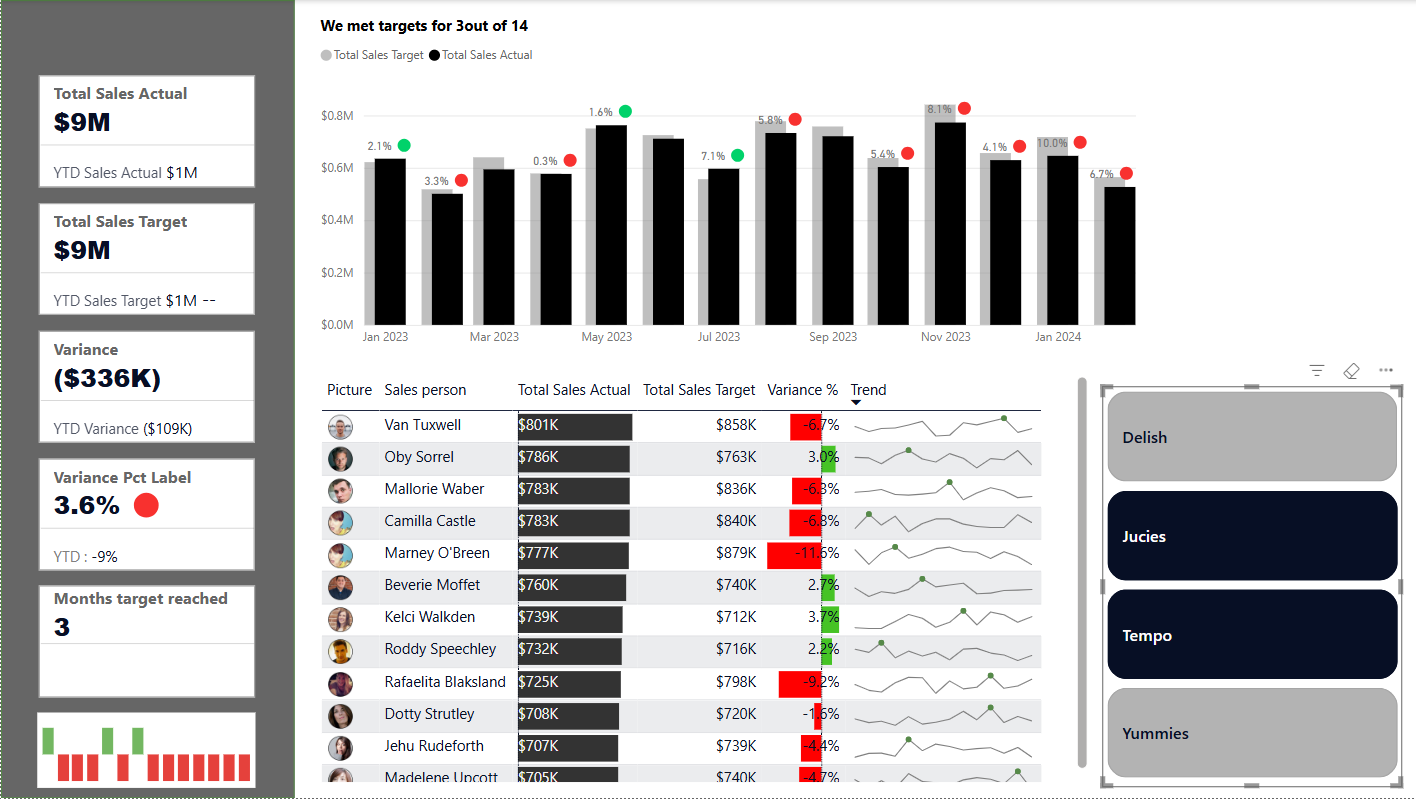 We met targets for 3out of 14
Total Sales Target Total Sales Actual
Total Sales Actual
$9M
YTD Sales Actual $1M
Total Sales Target
$9M
YTD Sales Target $1M --
Variance
($336K)
YTD Variance ($109K)
Variance Pct Label
3.6%
YTD : -9%
Months target reached
3
$0.8M
$0.6M
$0.4M
$0.2M
$0.0M
2.1%
3.3%
0.3%
1.6%
7.1%
5.8%
5.4%
8.1%
4.1%
10.0%
6.7%
Jan 2023 Mar 2023 May 2023 Jul 2023 Sep 2023 Nov 2023 Jan 2024
Picture Sales person Total Sales Actual Total Sales Target Variance % Trend
Van Tuxwell $801K $858K -6.7%
Oby Sorrel $786K $763K 3.0%
Mallorie Waber $783K $836K -6.3%
Camilla Castle $783K $840K -6.8%
Marney O'Breen $777K $879K -11.6%
Beverie Moffet $760K $740K 2.7%
Kelci Walkden $739K $712K 3.7%
Roddy Speechley $732K $716K 2.2%
Rafaelita Blaksland $725K $798K -9.2%
Dotty Strutley $708K $720K -1.6%
Jehu Rudeforth $707K $739K -4.4%
Madelene Upcott $705K $740K -4.7%
Delish
Jucies
Tempo
Yummies